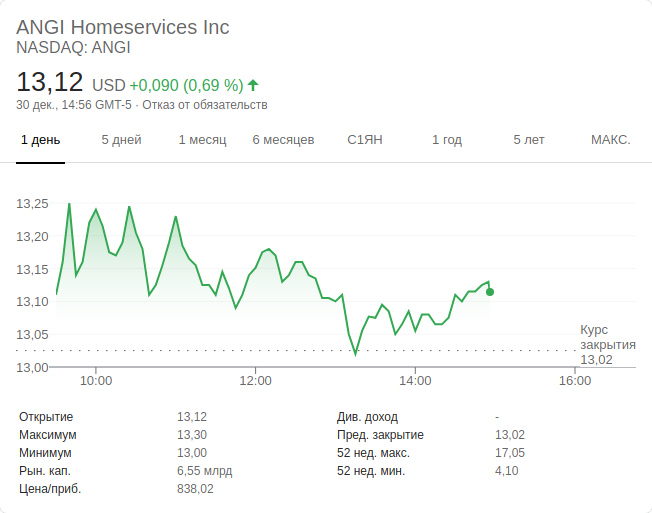 ANGI Homeservices Inc
NASDAQ: ANGI
13,12 USD +0,090 (0,69 %)
30 дек., 14:56 GMT-5 · Отказ от обязательств
1 день 5 дней 1 месяц 6 месяцев С1ЯН 1 год 5 лет МАКС.
13,25
13,20
13,15
13,10
13,05
13,00
Курс
закрытия
13,02
10:00 12:00 14:00 16:00
Открытие 13,12 Див. доход -
Максимум 13,30 Пред. закрытие 13,02
Минимум 13,00 52 нед. макс. 17,05
Рын. кап. 6,55 млрд 52 нед. мин. 4,10
Цена/приб. 838,02